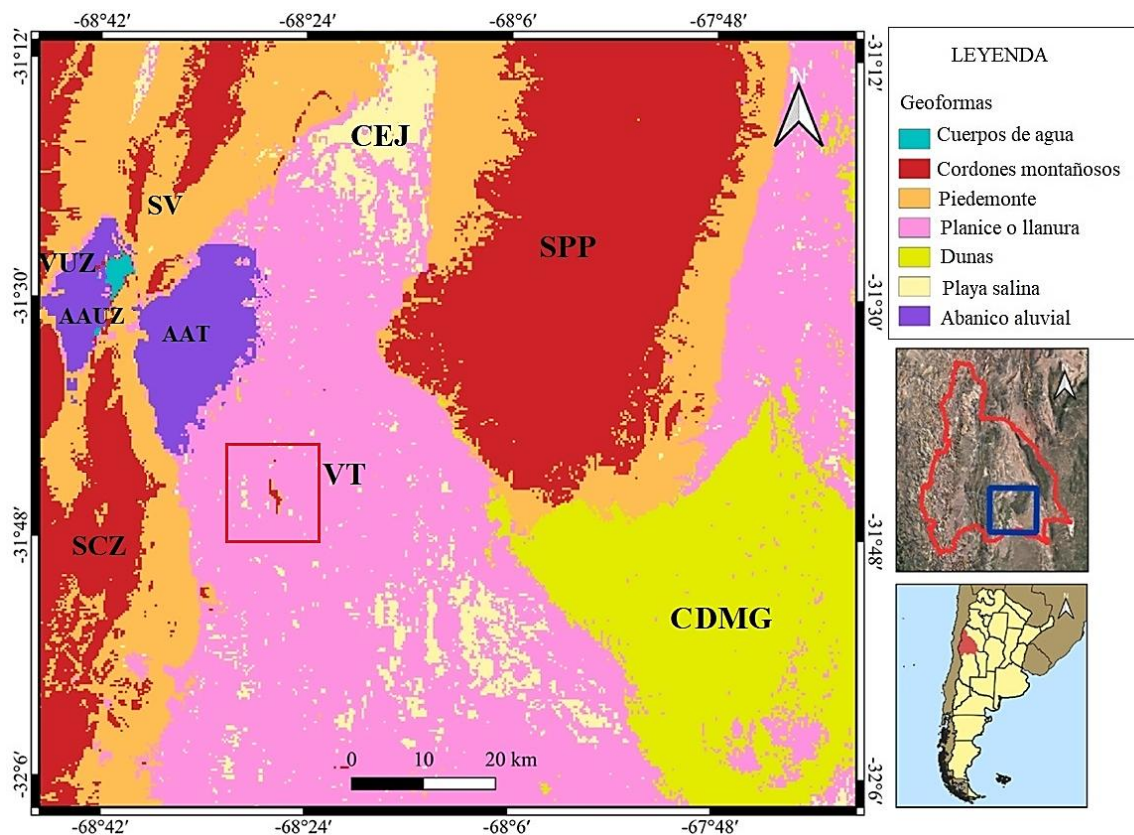 -68°42′ -68°24′ -68°6′ -67°48′
-31°12′
-31°12′
N
CEJ
SV
SPP
VUZ
-31°30′
-31°30′
AAUZ
AAT
VT
-31°48′
-31°48′
SCZ
CDMG
0 10 20 km
-32°6′
-32°6′
-68°42′ -68°24′ -68°6′ -67°48′
LEYENDA
Geoformas
Cuerpos de agua
Cordones montañosos
Piedemonte
Planice o llanura
Dunas
Playa salina
Abanico aluvial
N